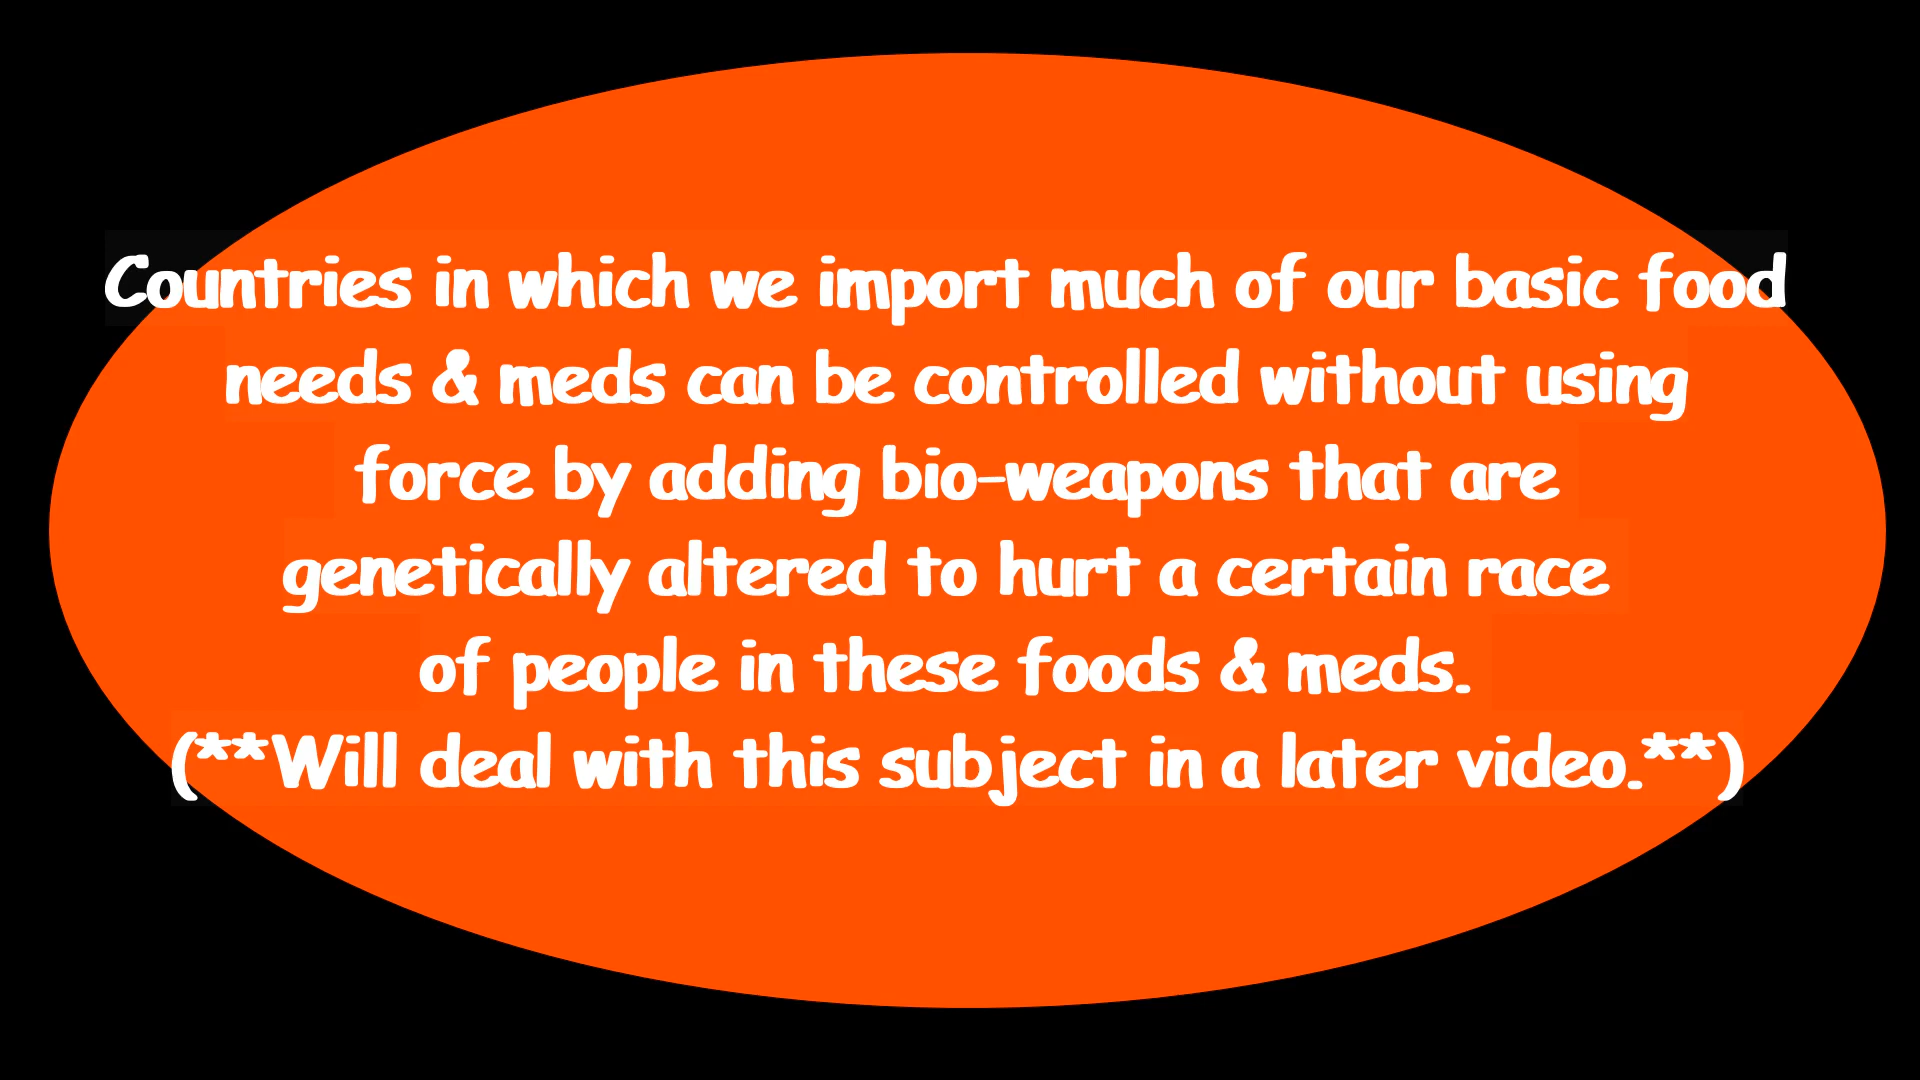 Countries in which we import much of our basic food
needs & meds can be controlled without using
force by adding bio-weapons that are
genetically altered to hurt a certain race
of people in these foods & meds.
(**Will deal with this subject in a later video.**)